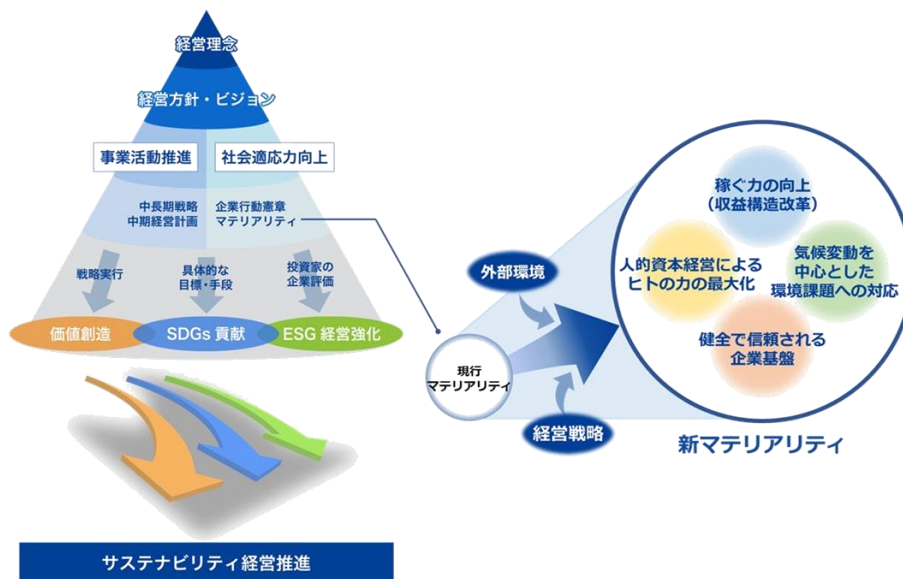 経営理念
経営方針・ビジョン
事業活動推進
社会適応力向上
中長期戦略
中期経営計画
企業行動憲章
マテリアリティ
戦略実行
具体的な
目標・手段
投資家の
企業評価
価値創造
SDGs 貢献
ESG 経営強化
サステナビリティ経営推進
現行
マテリアリティ
外部環境
経営戦略
稼ぐ力の向上
（収益構造改革）
人的資本経営による
ヒトの力の最大化
気候変動を
中心とした
環境課題への対応
健全で信頼される
企業基盤
新マテリアリティ